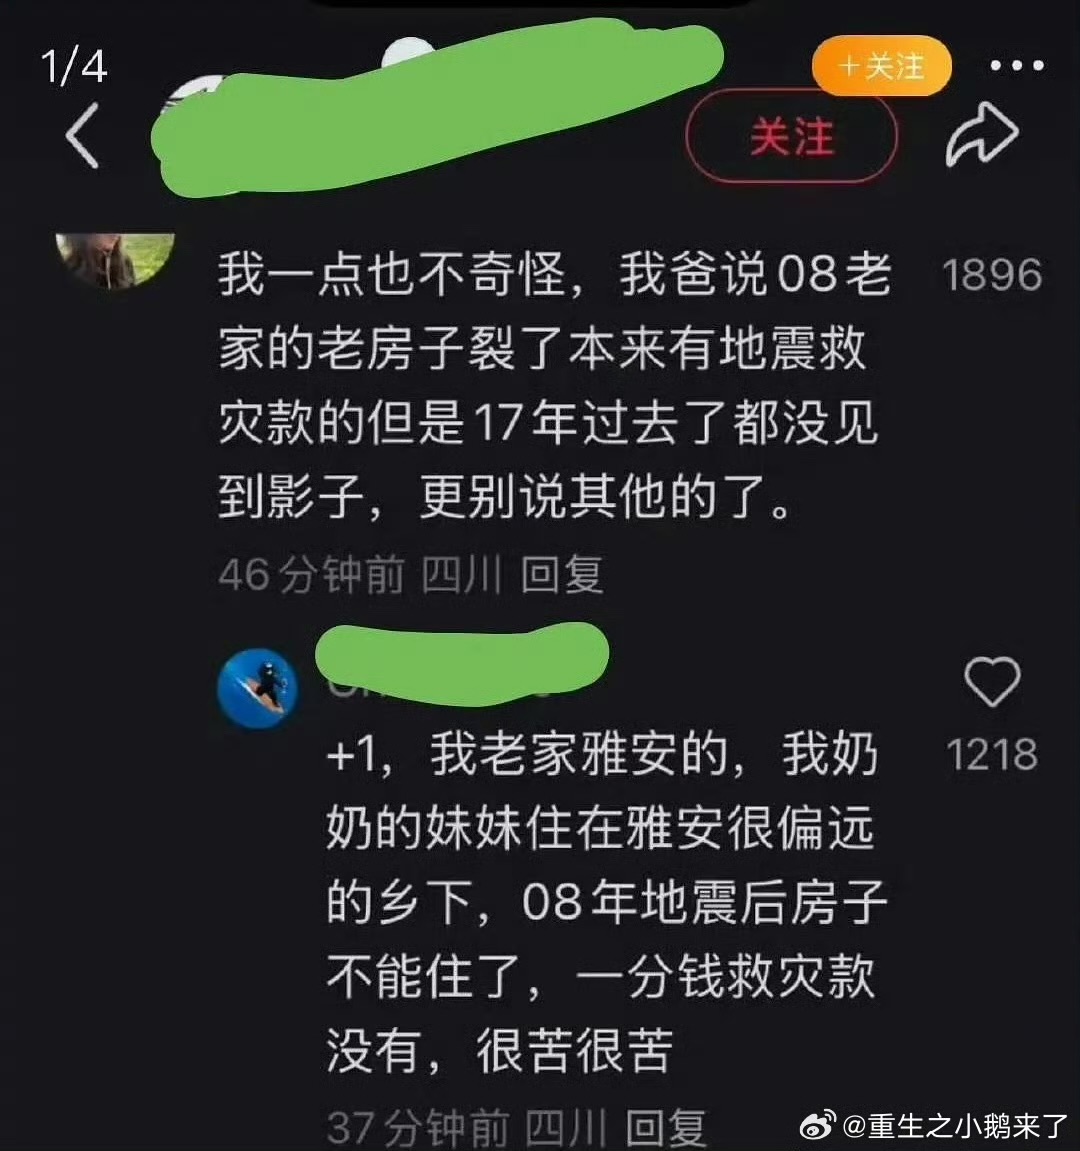 1/4
+关注
关注
我一点也不奇怪，我爸说08老
1896
家的老房子裂了本来有地震救
灾款的但是17年过去了都没见
到影子，更别说其他的了。
46分钟前 四川 回复
+1，我老家雅安的，我奶
1218
奶的妹妹住在雅安很偏远
的乡下，08年地震后房子
不能住了，一分钱救灾款
没有，很苦很苦
37分钟前 四川 回复
@重生之小鹅来了